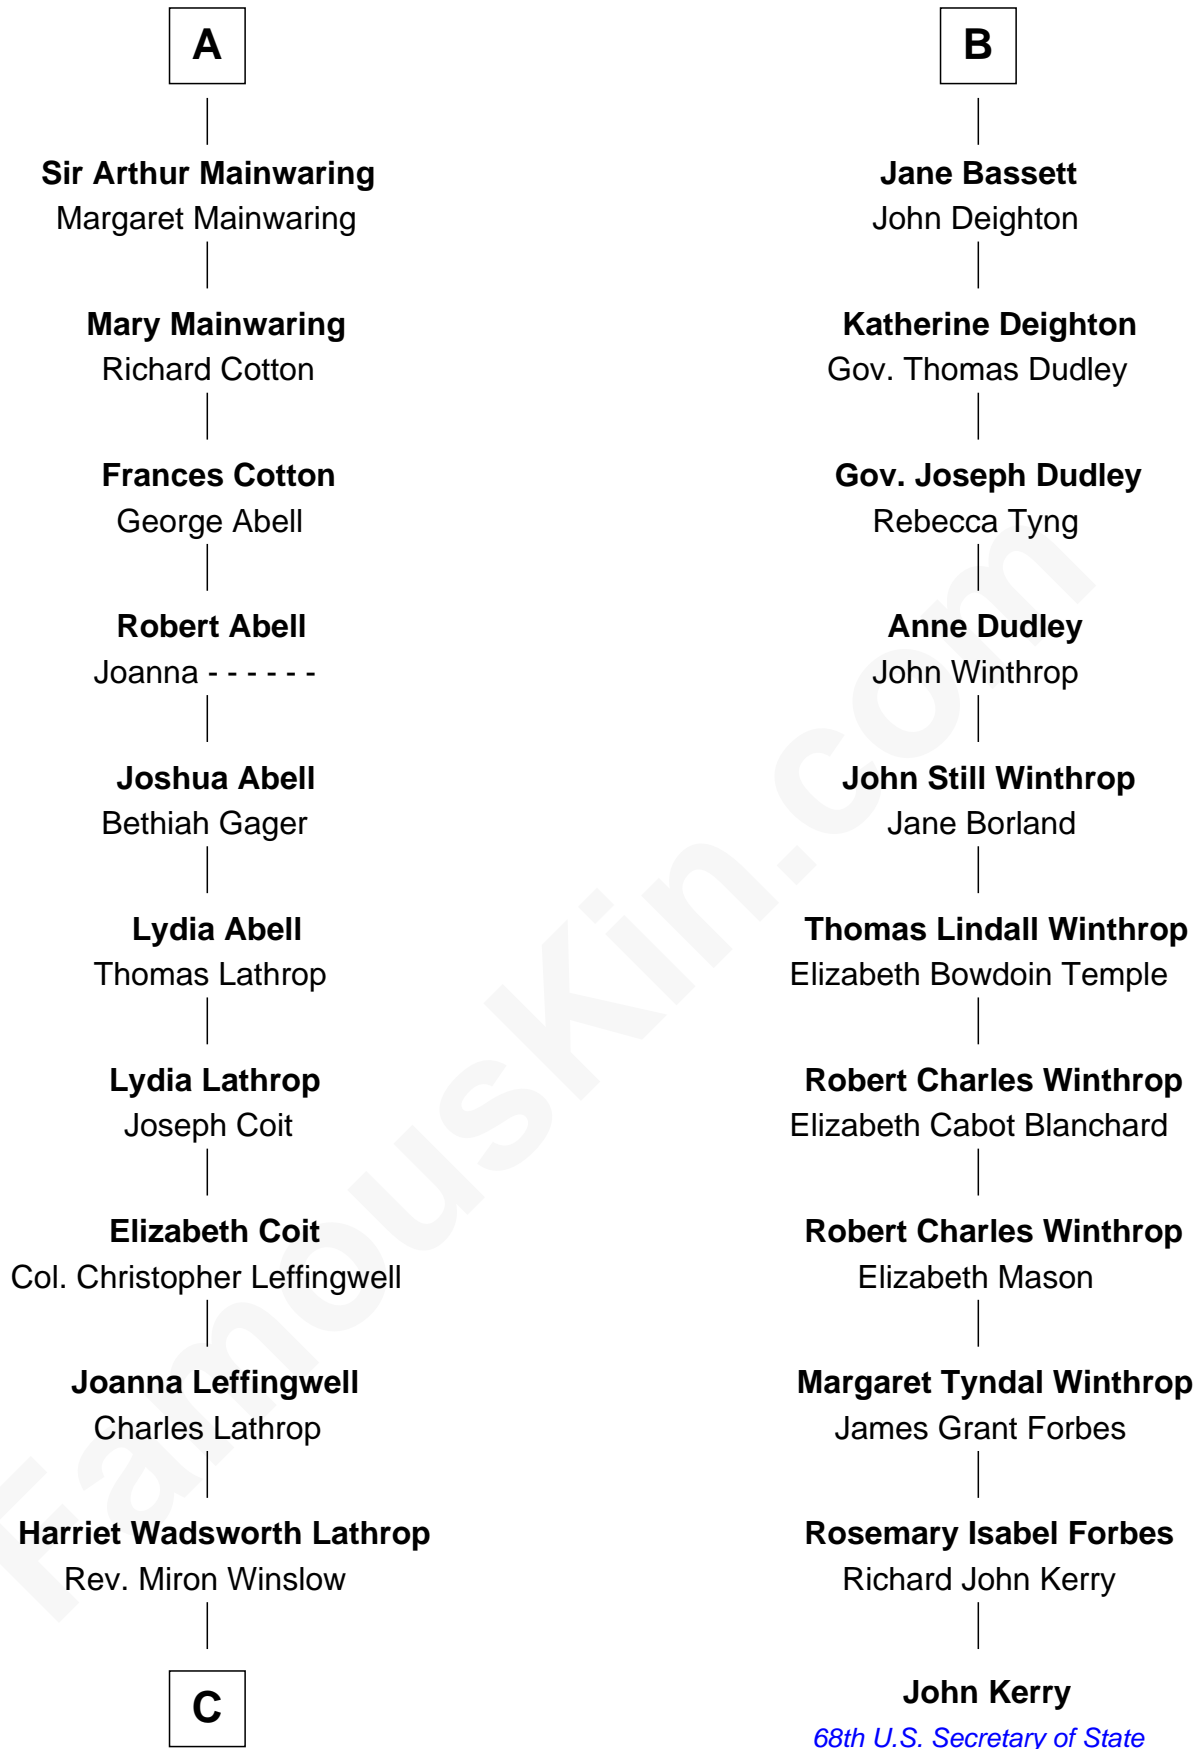 A
Sir Arthur Mainwaring
Margaret Mainwaring
Mary Mainwaring
Richard Cotton
Frances Cotton
George Abell
Robert Abell
Joanna - - - - - -
Joshua Abell
Bethiah Gager
Lydia Abell
Thomas Lathrop
Lydia Lathrop
Joseph Coit
Elizabeth Coit
Col. Christopher Leffingwell
Joanna Leffingwell
Charles Lathrop
Harriet Wadsworth Lathrop
Rev. Miron Winslow
C
B
Jane Bassett
John Deighton
Katherine Deighton
Gov. Thomas Dudley
Gov. Joseph Dudley
Rebecca Tyng
Anne Dudley
John Winthrop
John Still Winthrop
Jane Borland
Thomas Lindall Winthrop
Elizabeth Bowdoin Temple
Robert Charles Winthrop
Elizabeth Cabot Blanchard
Robert Charles Winthrop
Elizabeth Mason
Margaret Tyndal Winthrop
James Grant Forbes
Rosemary Isabel Forbes
Richard John Kerry
John Kerry
68th U.S. Secretary of State
FamousKin.com